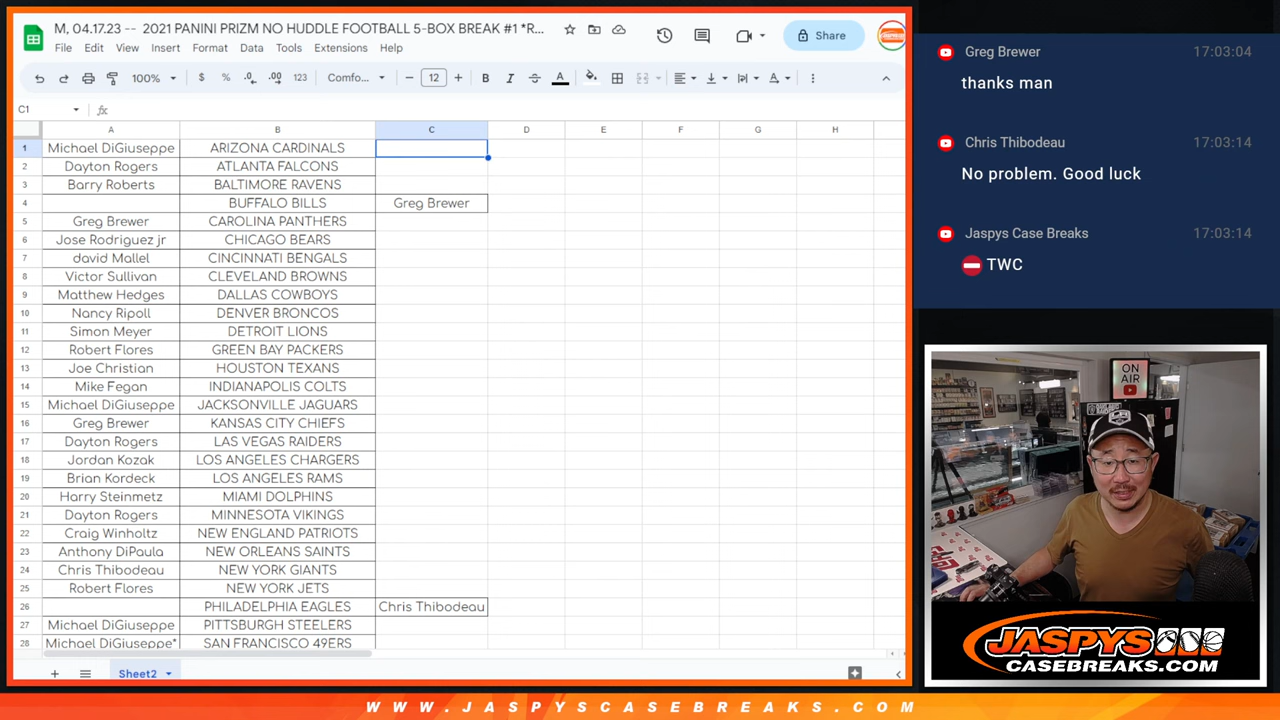 M, 04.17.23 -- 2021 PANINI PRIZM NO HUDDLE FOOTBALL 5-BOX BREAK #1 *R
File Edit View Insert Format Data Tools Extensions Help
Share
100% $ % .0 .00 123 Comfo... 12 B I A
C1 fx
A B C D E F G H
1 Michael DiGiuseppe ARIZONA CARDINALS
2 Dayton Rogers ATLANTA FALCONS
3 Barry Roberts BALTIMORE RAVENS
4 BUFFALO BILLS Greg Brewer
5 Greg Brewer CAROLINA PANTHERS
6 Jose Rodriguez jr CHICAGO BEARS
7 david Mallel CINCINNATI BENGALS
8 Victor Sullivan CLEVELAND BROWNS
9 Matthew Hedges DALLAS COWBOYS
10 Nancy Ripoll DENVER BRONCOS
11 Simon Meyer DETROIT LIONS
12 Robert Flores GREEN BAY PACKERS
13 Joe Christian HOUSTON TEXANS
14 Mike Fegan INDIANAPOLIS COLTS
15 Michael DiGiuseppe JACKSONVILLE JAGUARS
16 Greg Brewer KANSAS CITY CHIEFS
17 Dayton Rogers LAS VEGAS RAIDERS
18 Jordan Kozak LOS ANGELES CHARGERS
19 Brian Kordeck LOS ANGELES RAMS
20 Harry Steinmetz MIAMI DOLPHINS
21 Dayton Rogers MINNESOTA VIKINGS
22 Craig Winholtz NEW ENGLAND PATRIOTS
23 Anthony DiPaula NEW ORLEANS SAINTS
24 Chris Thibodeau NEW YORK GIANTS
25 Robert Flores NEW YORK JETS
26 PHILADELPHIA EAGLES Chris Thibodeau
27 Michael DiGiuseppe PITTSBURGH STEELERS
28 Michael DiGiuseppe* SAN FRANCISCO 49ERS
Sheet2
Greg Brewer 17:03:04
thanks man
Chris Thibodeau 17:03:14
No problem. Good luck
Jaspys Case Breaks 17:03:14
TWC
ON
AIR
JASPYS
CASEBREAKS.COM
WWW.JASPYSCASEBREAKS.COM